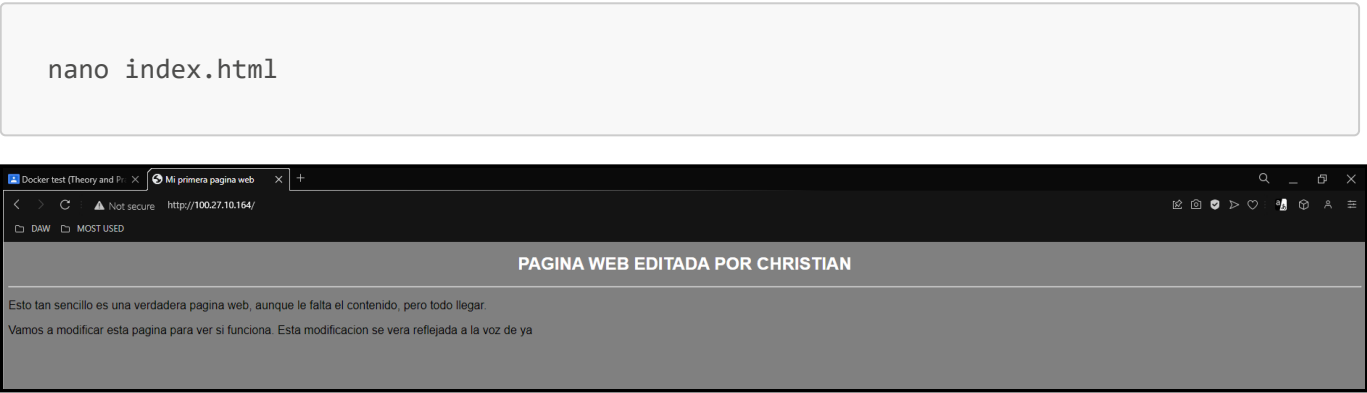 nano index.html
Docker test (Theory and Pr
Mi primera pagina web
Not secure http://100.27.10.164/
DAW MOST USED
PAGINA WEB EDITADA POR CHRISTIAN
Esto tan sencillo es una verdadera pagina web, aunque le falta el contenido, pero todo llegar.
Vamos a modificar esta pagina para ver si funciona. Esta modificacion se vera reflejada a la voz de ya